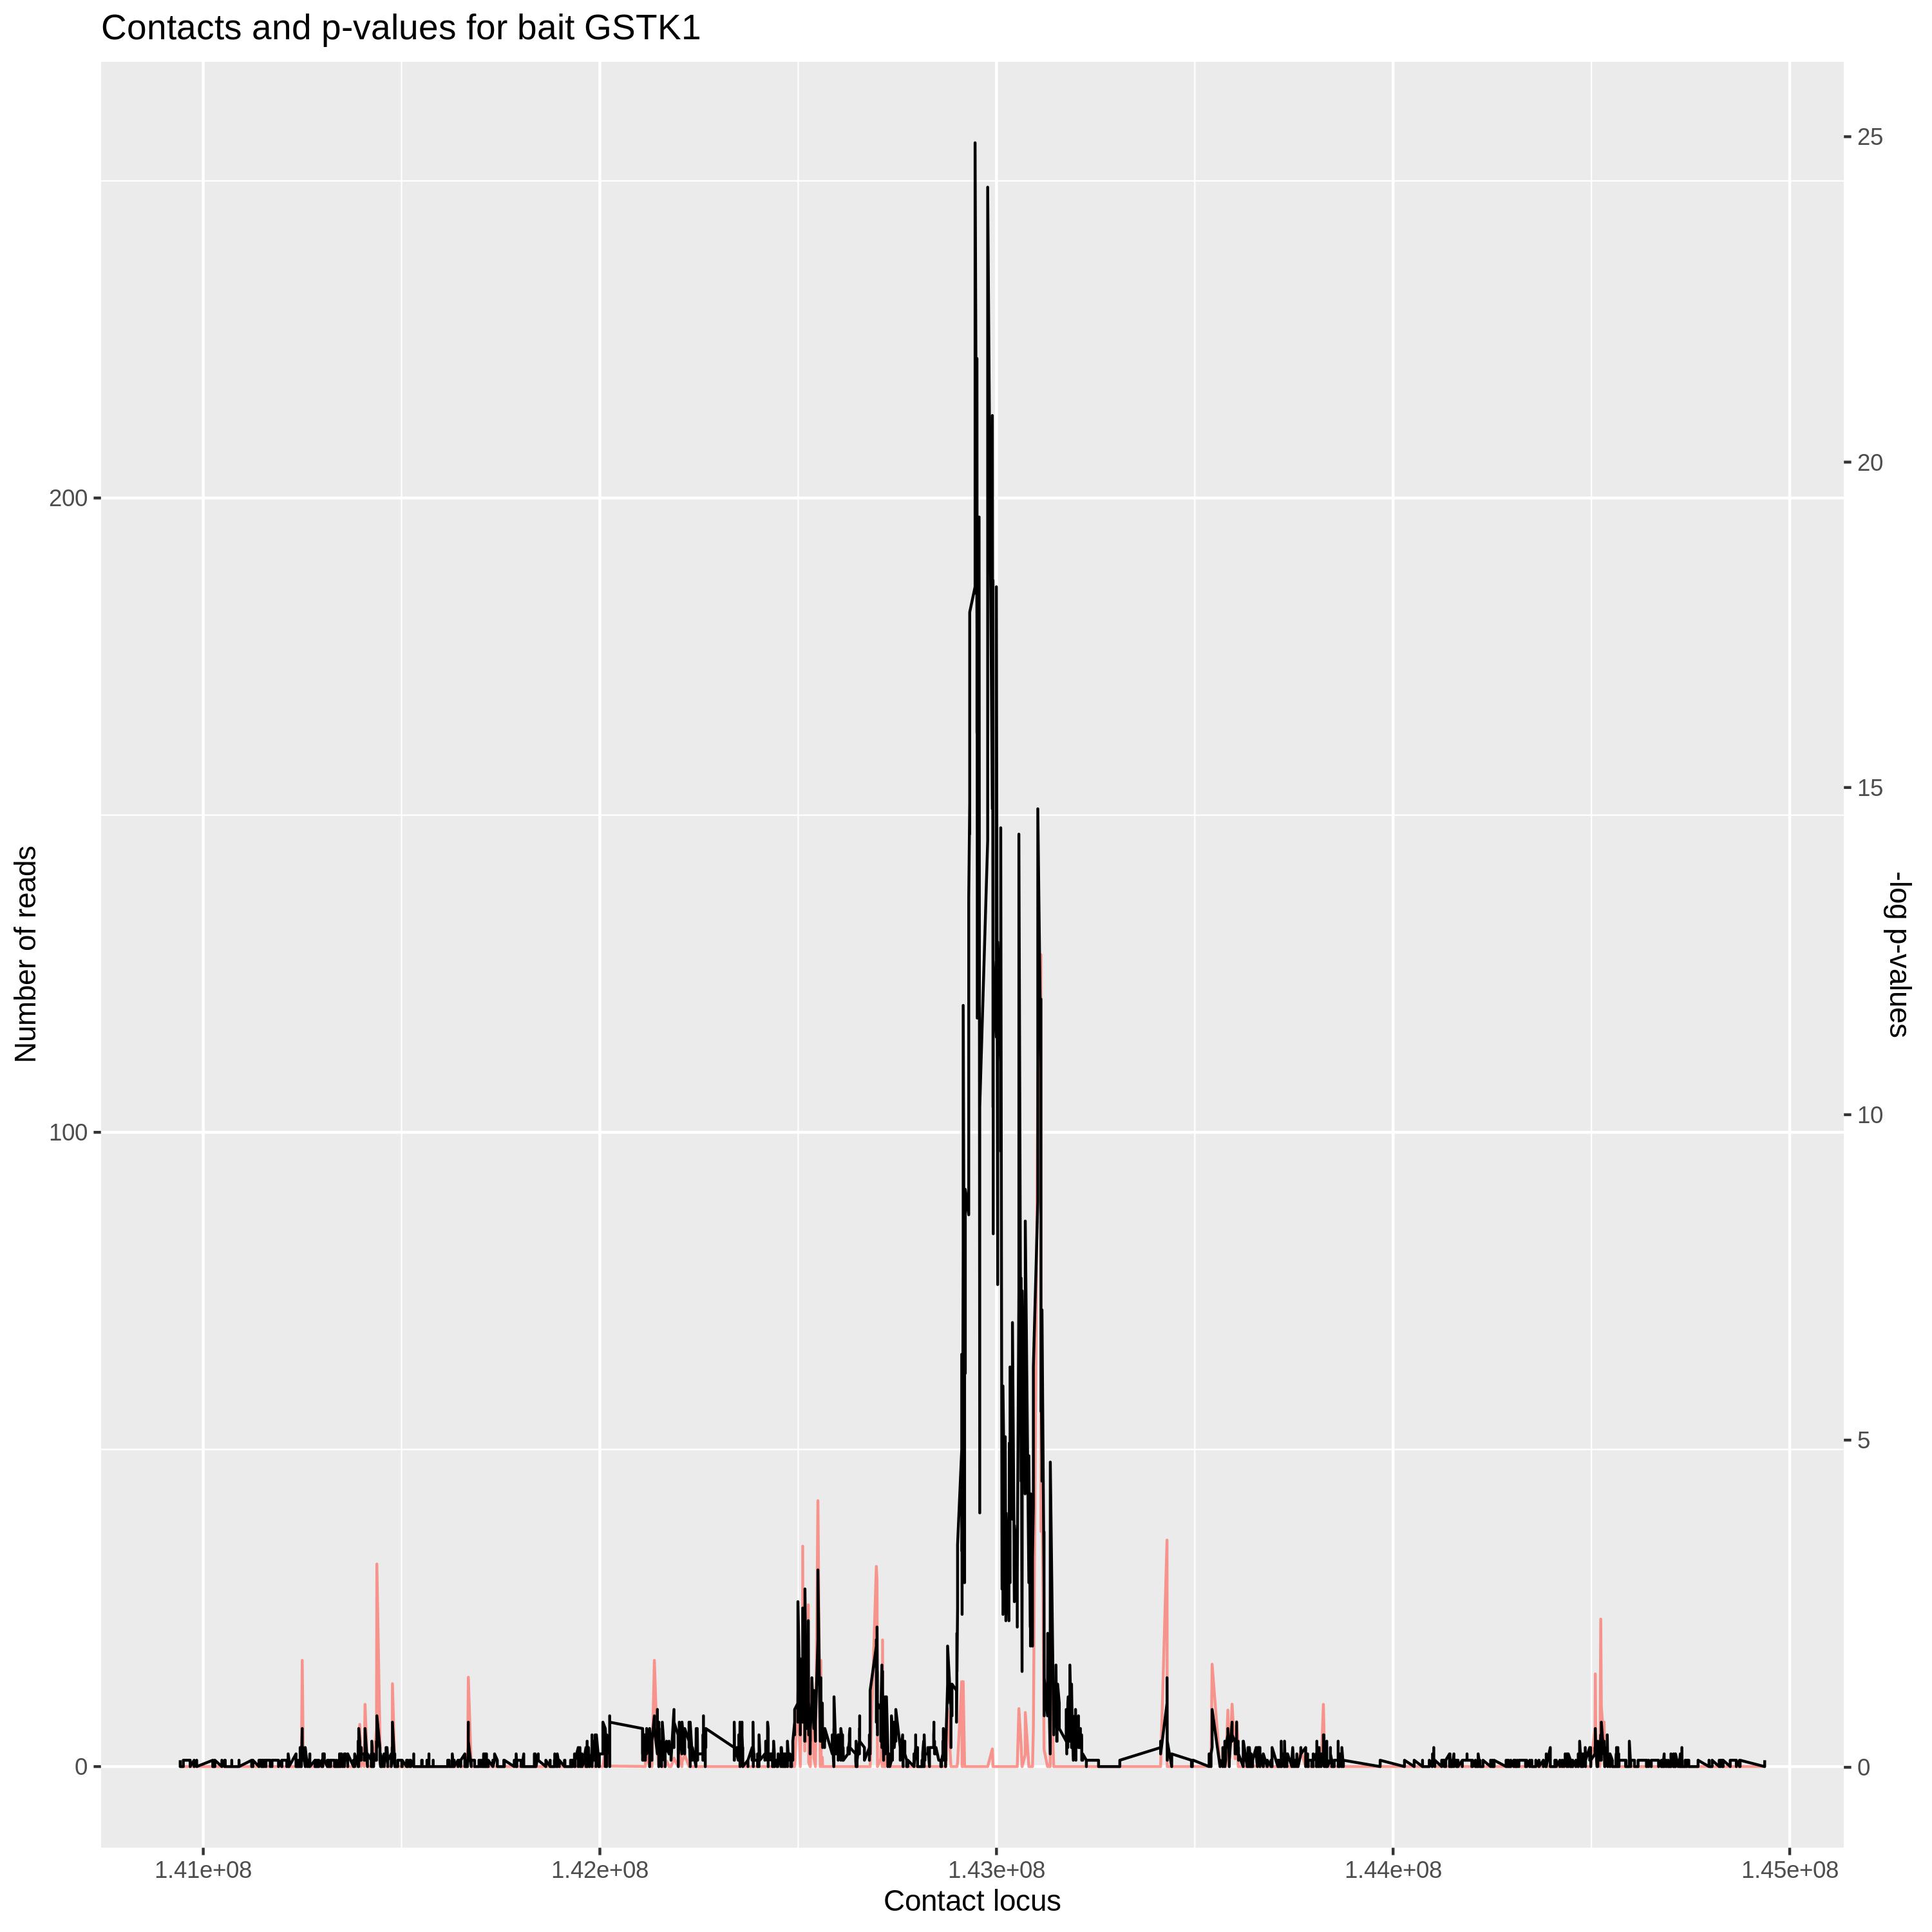 Contacts and p-values for bait GSTK1
25
20
15
10
5
0
-log p-values
200
100
0
Number of reads
1.41e+08
1.42e+08
1.43e+08
1.44e+08
1.45e+08
Contact locus